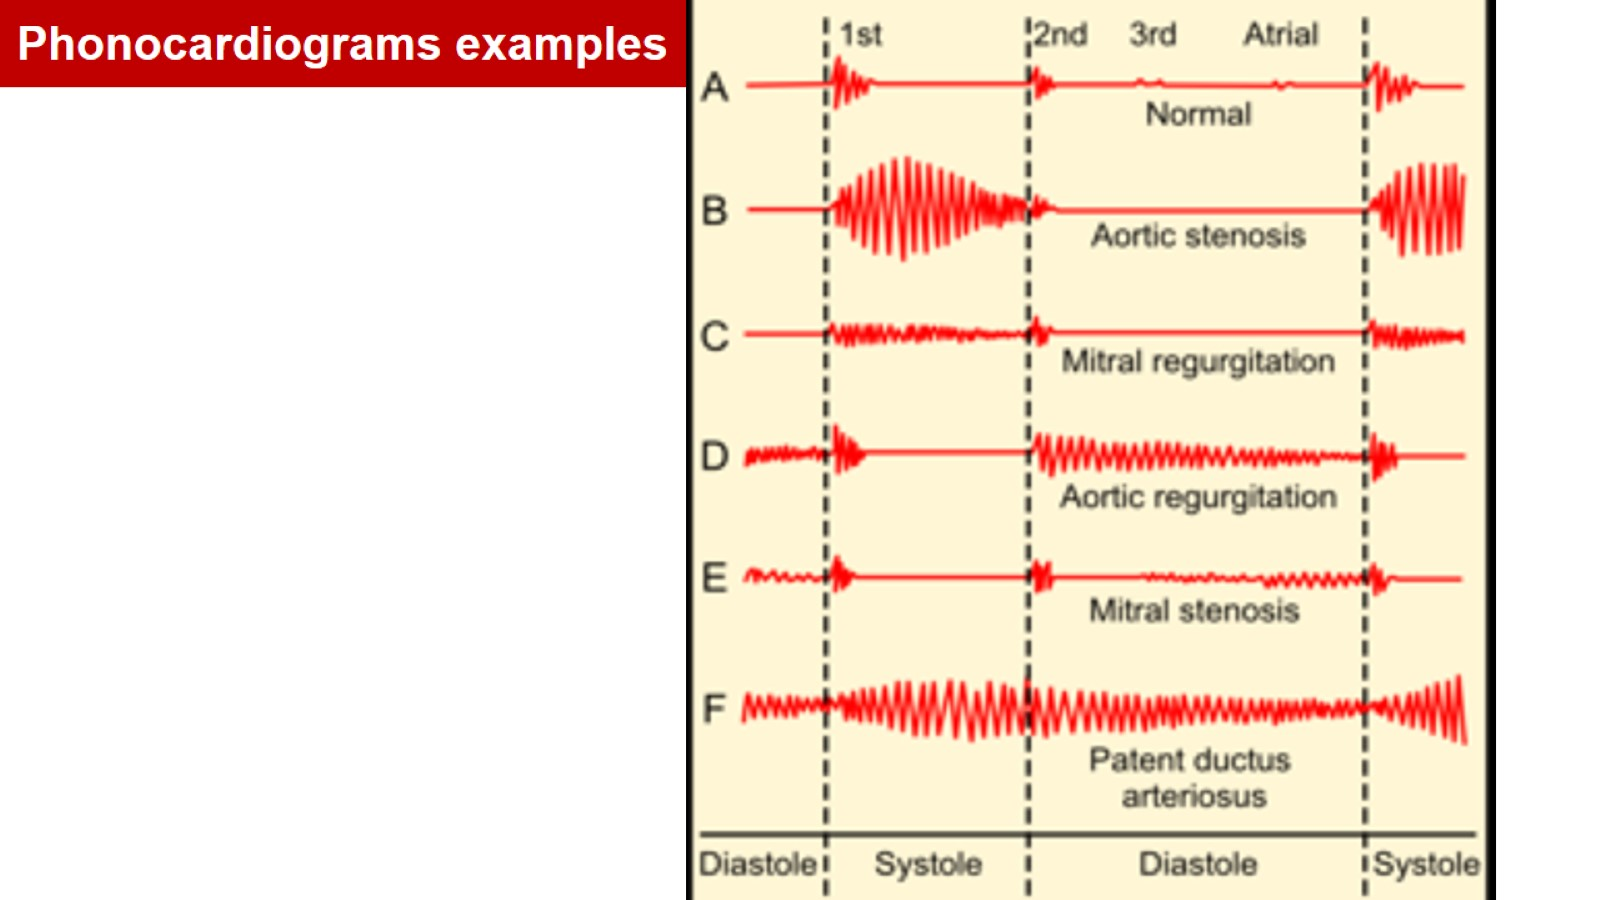 Phonocardiograms examples
1st 2nd 3rd Atrial
A
Normal
B
Aortic stenosis
C
Mitral regurgitation
D
Aortic regurgitation
E
Mitral stenosis
F
Patent ductus
arteriosus
Diastole Systole Diastole Systole